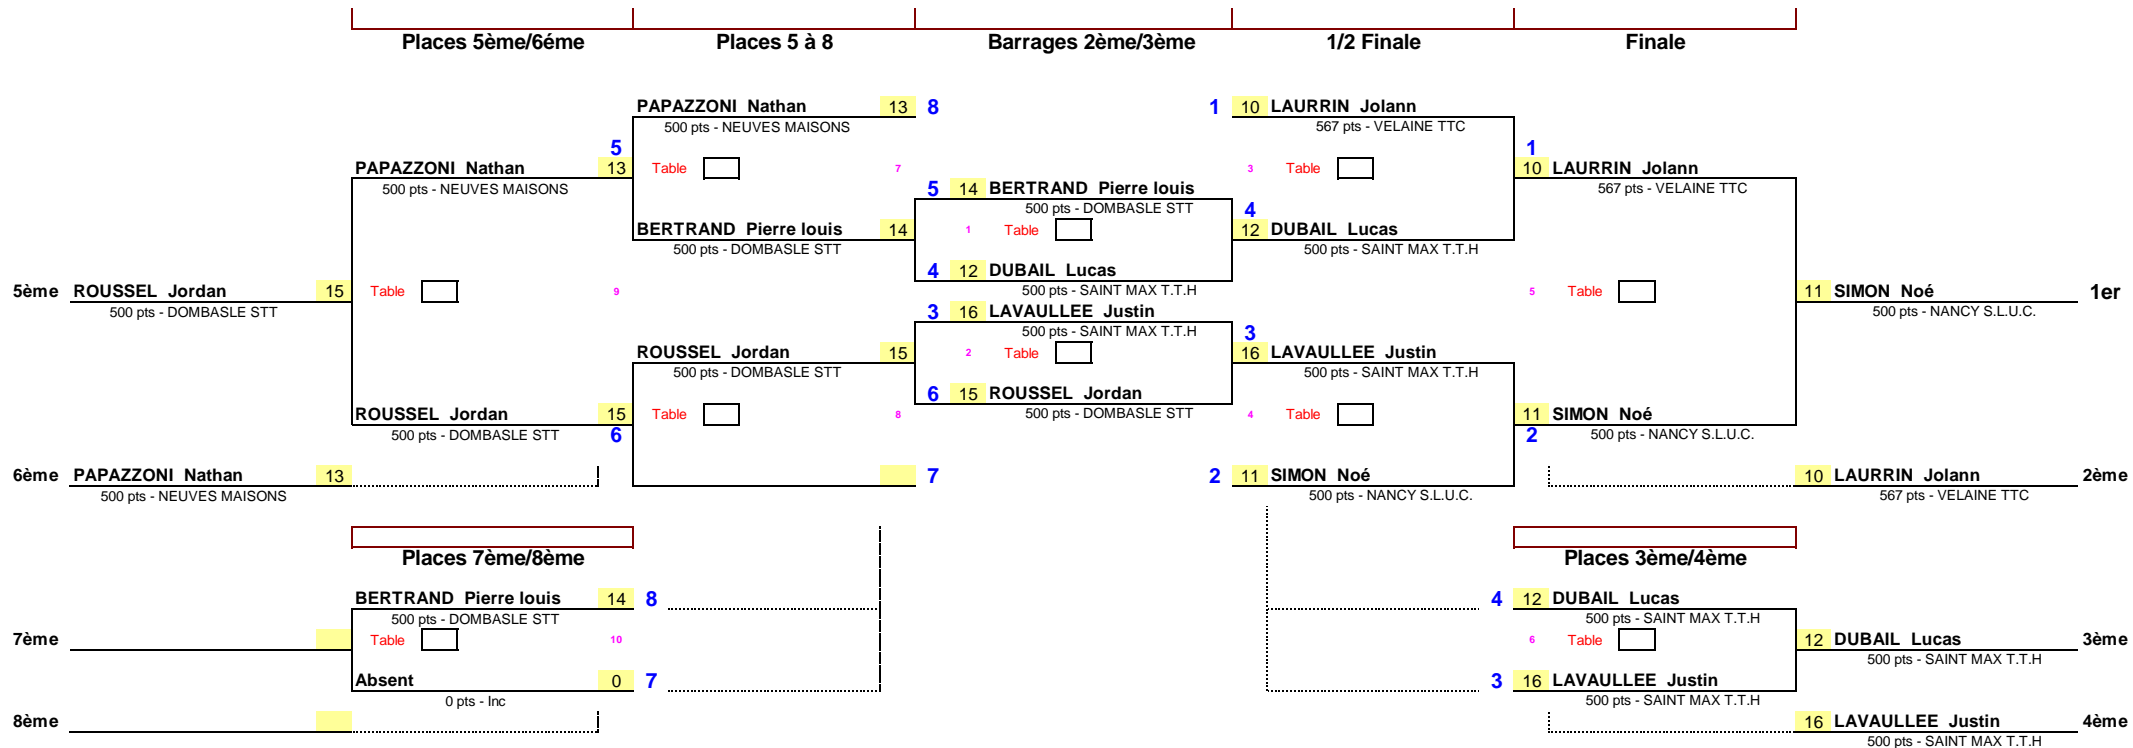 Places 5ème/6éme Places 5 à 8 Barrages 2ème/3ème 1/2 Finale Finale
PAPAZZONI Nathan 13 8 1 10 LAURRIN Jolann
500 pts - NEUVES MAISONS 567 pts - VELAINE TTC
5 1
PAPAZZONI Nathan 13 Table 7 3 Table 10 LAURRIN Jolann
500 pts - NEUVES MAISONS 5 14 BERTRAND Pierre louis 567 pts - VELAINE TTC
500 pts - DOMBASLE STT 4
BERTRAND Pierre louis 14 1 Table 12 DUBAIL Lucas
500 pts - DOMBASLE STT 500 pts - SAINT MAX T.T.H
4 12 DUBAIL Lucas
5ème ROUSSEL Jordan 15 Table 9 500 pts - SAINT MAX T.T.H 5 Table 11 SIMON Noé 1er
500 pts - DOMBASLE STT 3 16 LAVAULLEE Justin 500 pts - NANCY S.L.U.C.
500 pts - SAINT MAX T.T.H 3
ROUSSEL Jordan 15 2 Table 16 LAVAULLEE Justin
500 pts - DOMBASLE STT 500 pts - SAINT MAX T.T.H
6 15 ROUSSEL Jordan
ROUSSEL Jordan 15 Table 8 500 pts - DOMBASLE STT 4 Table 11 SIMON Noé
500 pts - DOMBASLE STT 6 2 500 pts - NANCY S.L.U.C.
6ème PAPAZZONI Nathan 13 7 2 11 SIMON Noé 10 LAURRIN Jolann 2ème
500 pts - NEUVES MAISONS 500 pts - NANCY S.L.U.C. 567 pts - VELAINE TTC
Places 7ème/8ème Places 3ème/4ème
BERTRAND Pierre louis 14 8 4 12 DUBAIL Lucas
500 pts - DOMBASLE STT 500 pts - SAINT MAX T.T.H
7ème Table 10 6 Table 12 DUBAIL Lucas 3ème
500 pts - SAINT MAX T.T.H
Absent 0 7 3 16 LAVAULLEE Justin
0 pts - Inc 500 pts - SAINT MAX T.T.H
8ème 16 LAVAULLEE Justin 4ème
500 pts - SAINT MAX T.T.H